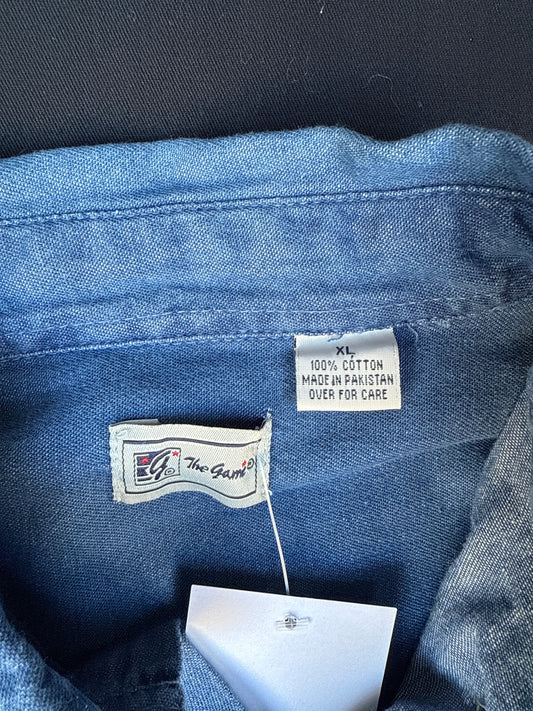 XL
100% COTTON
MADE IN PAKISTAN
OVER FOR CARE
G The Game